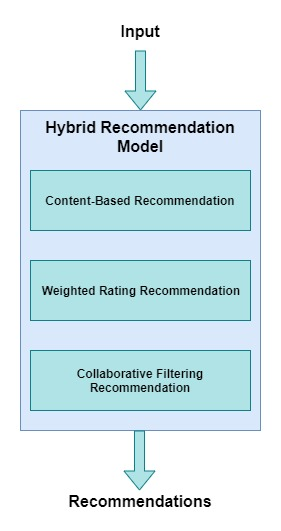 Input
Hybrid Recommendation
Model
Content-Based Recommendation
Weighted Rating Recommendation
Collaborative Filtering
Recommendation
Recommendations